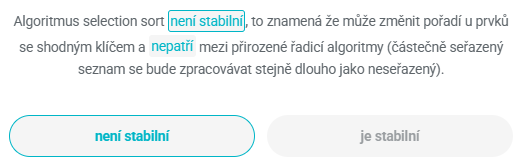 Algoritmus selection sort není stabilní, to znamená že může změnit pořadí u prvků
se shodným klíčem a nepatří mezi přirozené řadicí algoritmy (částečně seřazený
seznam se bude zpracovávat stejně dlouho jako neseřazený).
není stabilní
je stabilní